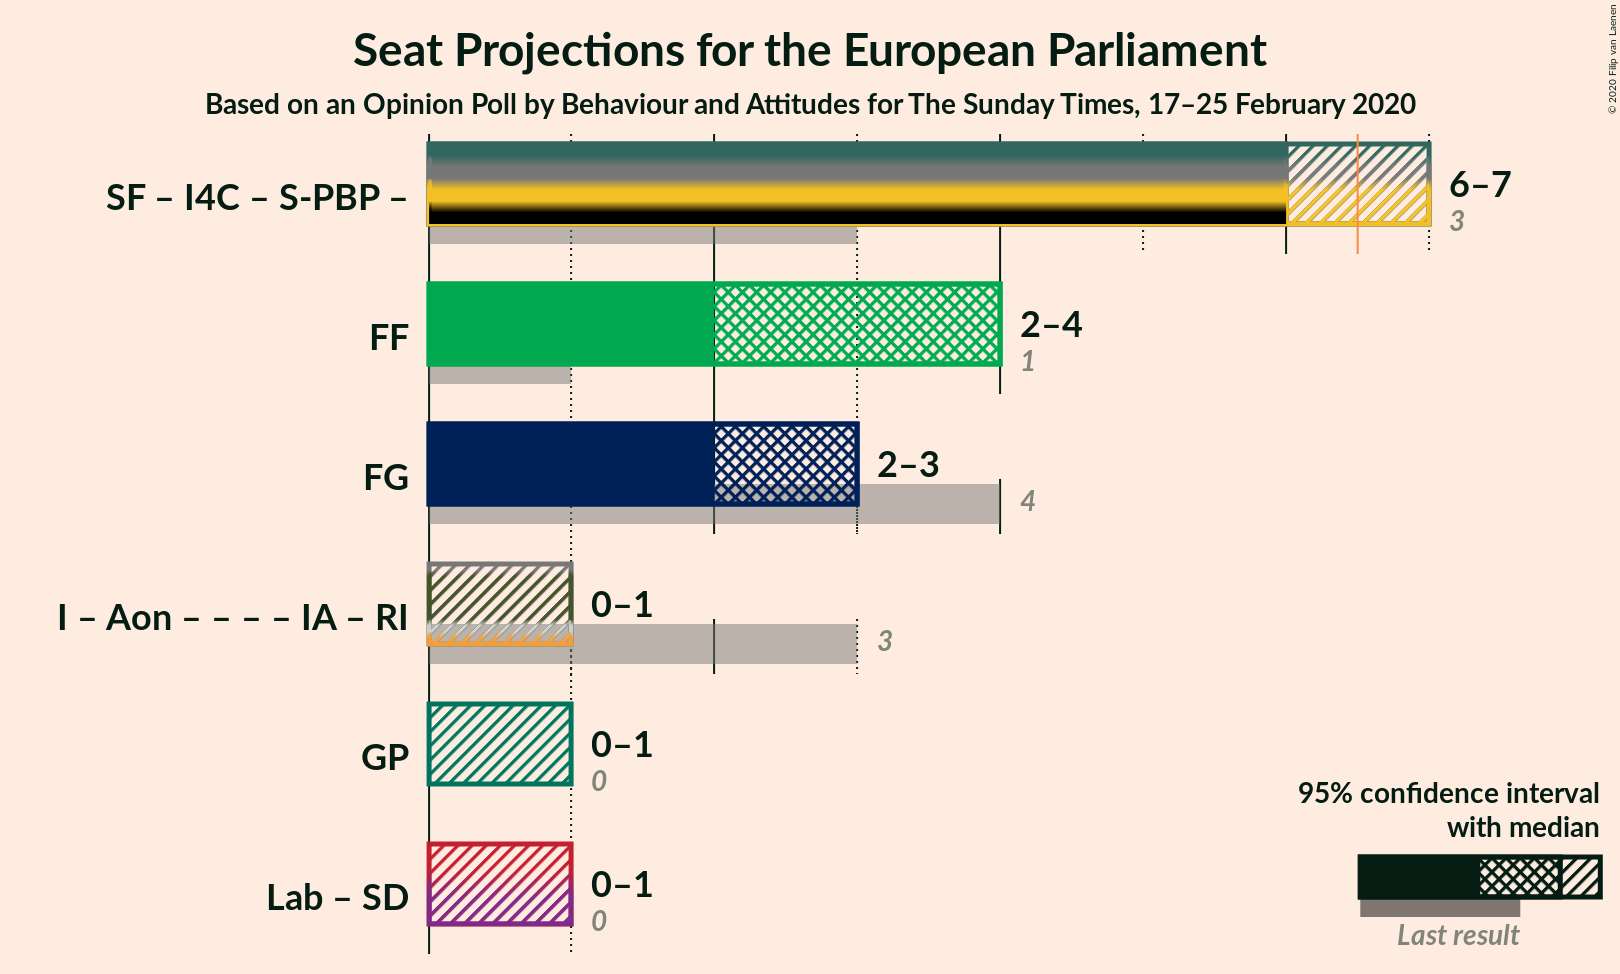 Seat Projections for the European Parliament
Based on an Opinion Poll by Behaviour and Attitudes for The Sunday Times, 17–25 February 2020
© 2020 Filip van Laenen
SF – I4C – S-PBP –
6–7
3
FF
2–4
1
FG
2–3
4
I – Aon – – – – IA – RI
0–1
3
GP
0–1
0
Lab – SD
0–1
0
95% confidence interval
with median
Last result